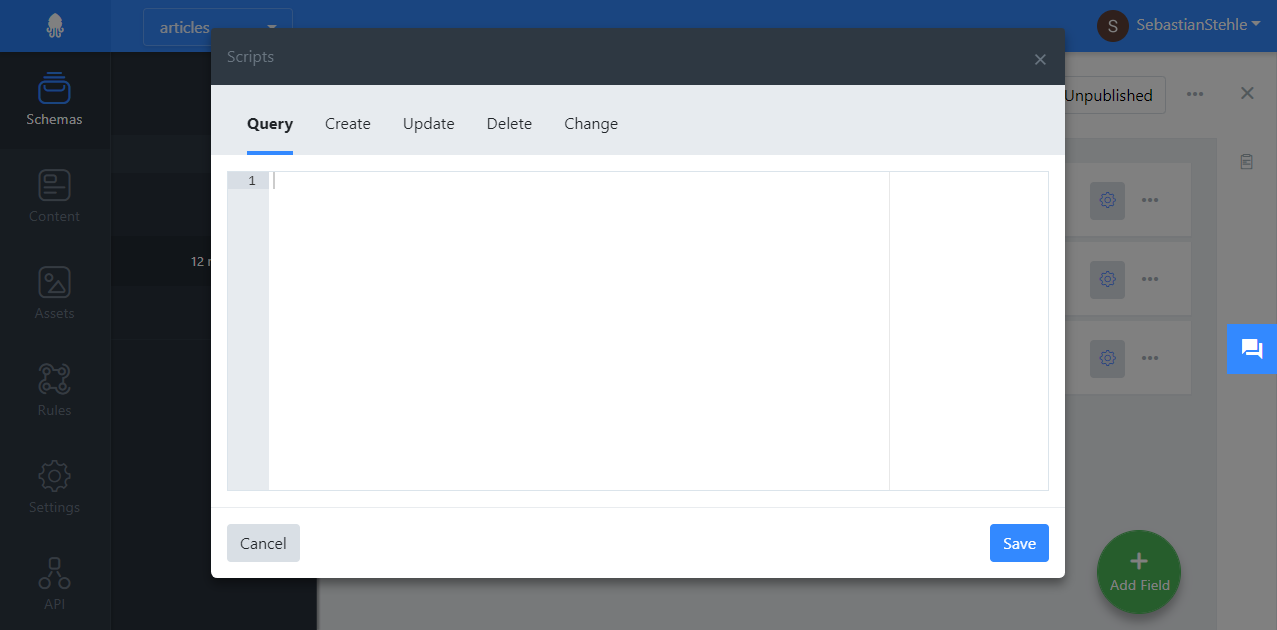 articles
S SebastianStehle
Scripts
Unpublished
Query Create Update Delete Change
1
Schemas
Content
Assets
Rules
Settings
API
12
Cancel Save
Add Field